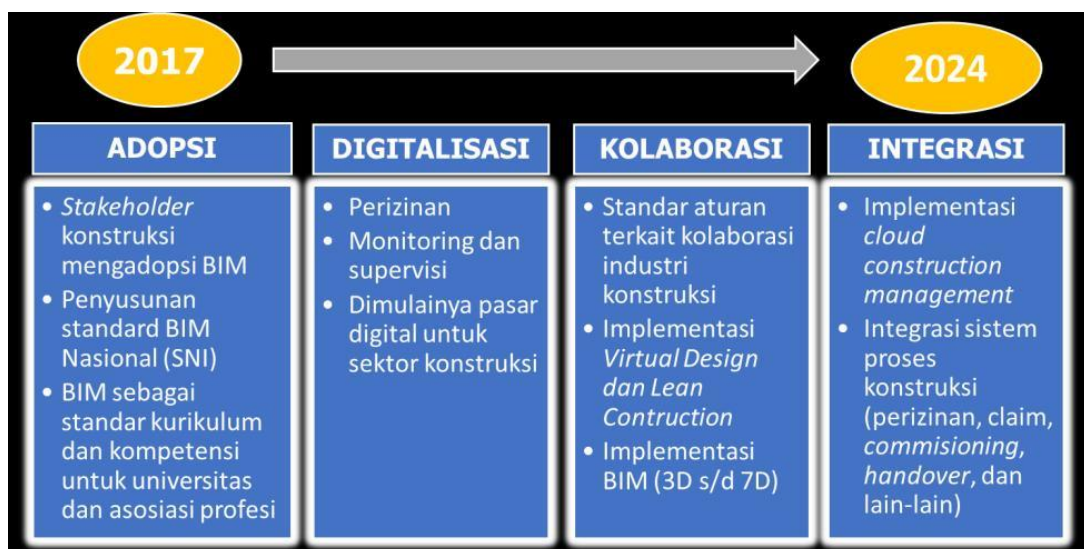 2017
2024
ADOPSI
• Stakeholder
konstruksi
mengadopsi BIM
• Penyusunan
standard BIM
Nasional (SNI)
• BIM sebagai
standar kurikulum
dan kompetensi
untuk universitas
dan asosiasi profesi
DIGITALISASI
• Perizinan
• Monitoring dan
supervisi
• Dimulainya pasar
digital untuk
sektor konstruksi
KOLABORASI
• Standar aturan
terkait kolaborasi
industri
konstruksi
• Implementasi
Virtual Design
dan Lean
Contruction
• Implementasi
BIM (3D s/d 7D)
INTEGRASI
• Implementasi
cloud
construction
management
• Integrasi sistem
proses
konstruksi
(perizinan, claim,
commisioning,
handover, dan
lain-lain)